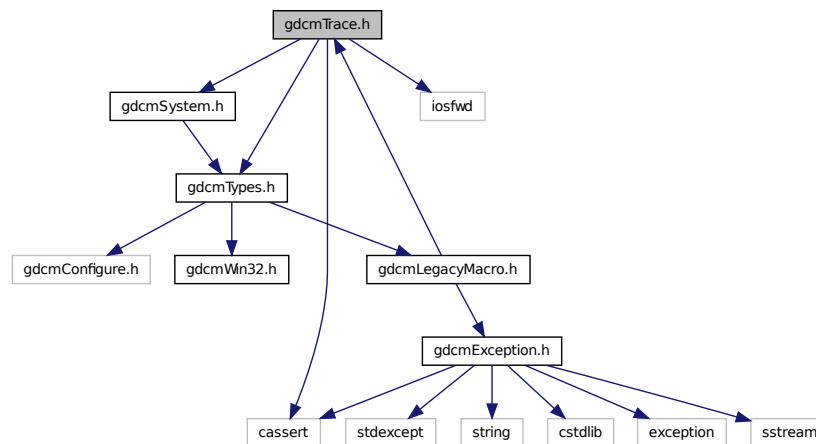 gdcmTrace.h
gdcmSystem.h
iosfwd
gdcmTypes.h
gdcmConfigure.h
gdcmWin32.h
gdcmLegacyMacro.h
gdcmException.h
cassert
stdexcept
string
cstdlib
exception
sstream